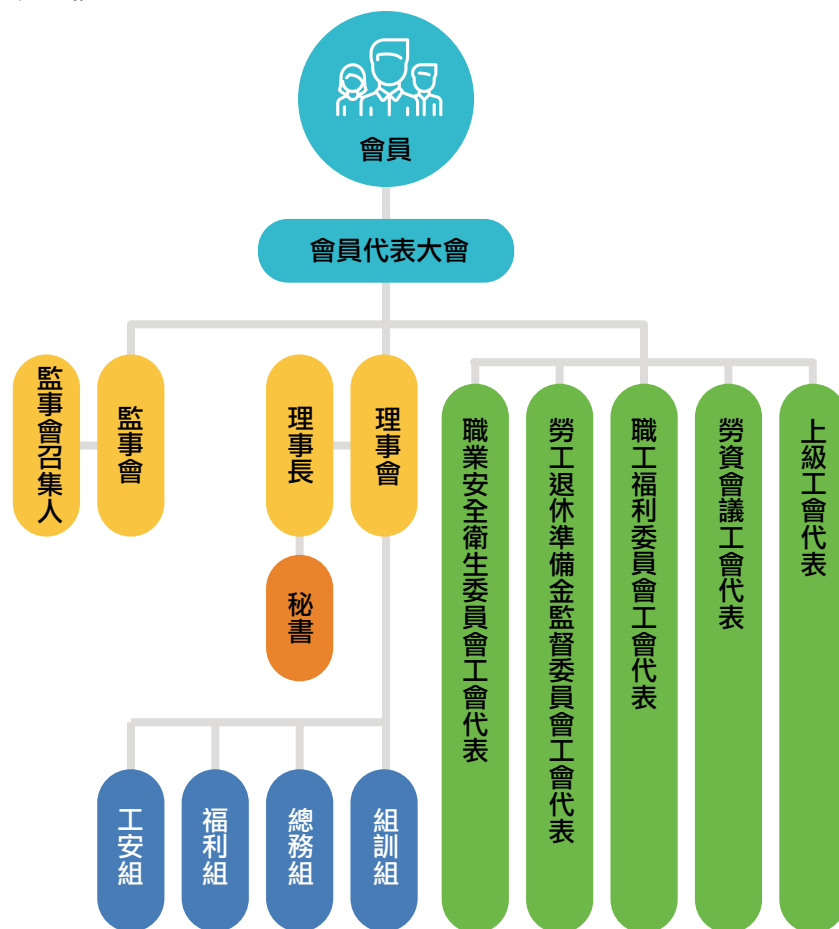 會員
會員代表大會
監事會召集人
監事會
理事長
理事會
職業安全衛生委員會工會代表
勞工退休準備金監督委員會工會代表
職工福利委員會工會代表
勞資會議工會代表
上級工會代表
秘書
工安組
福利組
總務組
組訓組